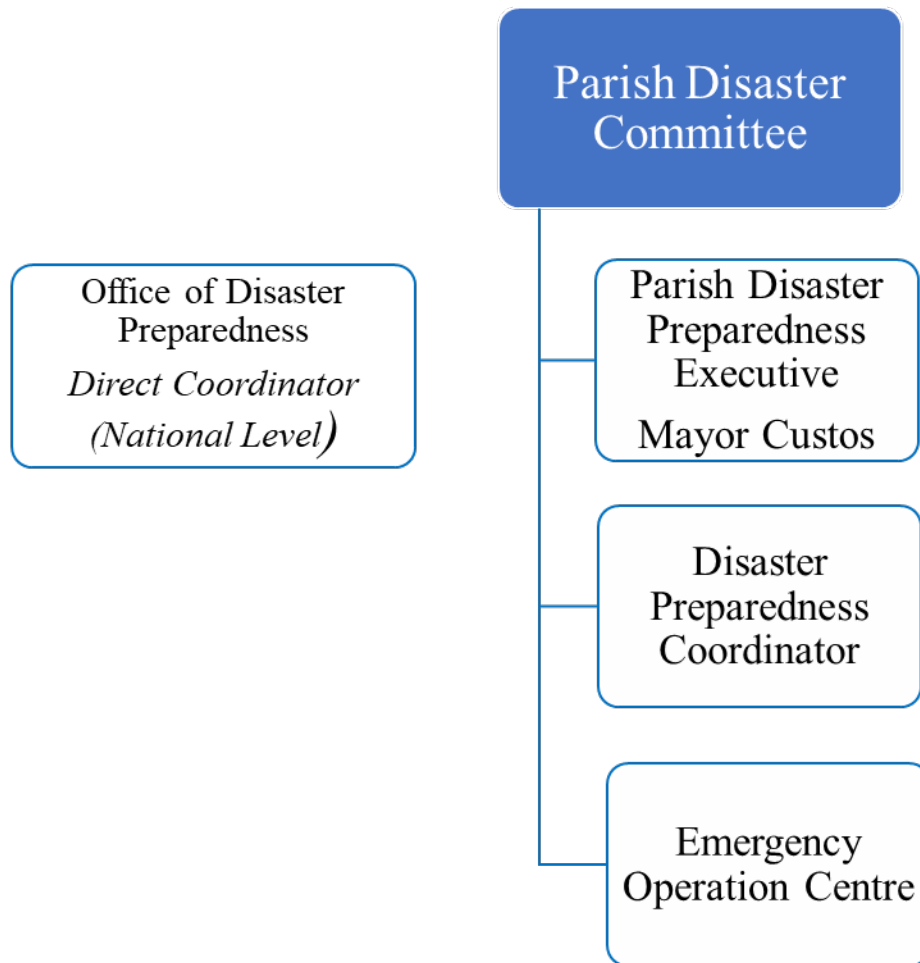 Parish Disaster
Committee
Office of Disaster
Preparedness
Direct Coordinator
(National Level)
Parish Disaster
Preparedness
Executive
Mayor Custos
Disaster
Preparedness
Coordinator
Emergency
Operation Centre